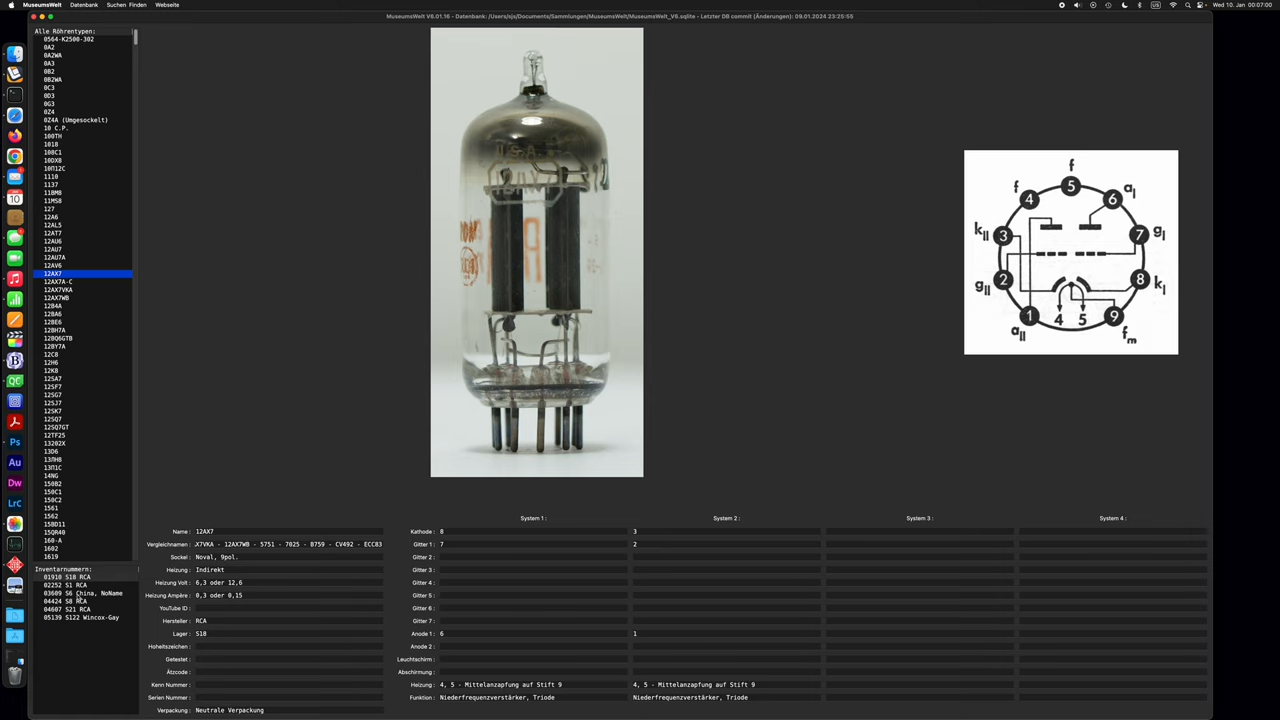 MuseumsWelt Datenbank Suchen Finden Webseite
US
Wed 10. Jan 00:07:00
MuseumsWelt V6.01.16 - Datenbank: /Users/sjs/Documents/Sammlungen/MuseumsWelt/MuseumsWelt_V6.sqlite - Letzter DB commit (Änderungen): 09.01.2024 23:25:55
Alle Röhrentypen:
0564-K2500-302
0A2
0A2WA
0A3
0B2
0B2WA
0C3
0D3
0G3
0Z4
0Z4A (Umgesockelt)
10 C.P.
100TH
1018
10BC1
10DX8
10П12С
1110
1137
11BM8
11MS8
127
12A6
12AL5
12AT7
12AU6
12AU7
12AU7A
12AV6
12AX7
12AX7A-C
12AX7VKA
12AX7WB
12B4A
12BA6
12BE6
12BH7A
12BQ6GTB
12BY7A
12C8
12H6
12K8
12SA7
12SF7
12SG7
12SJ7
12SK7
12SQ7
12SQ7GT
12TF25
13202X
13D6
13П1С
14NG
150B2
150C1
150C2
1561
1562
15BD11
15QR40
160-A
1602
1619
Inventarnummern:
01910 S18 RCA
02252 S1 RCA
03609 S6 China, NoName
04424 S8 RCA
04607 S21 RCA
05139 S122 Wincox-Gay
U.S.A.
f
f 5 a I
4 6
k II 3 7 g I
g II 2 8 k I
1 4 5 9
a II f m
System 1 :
System 2 :
System 3 :
System 4 :
Name : 12AX7
Vergleichnamen : X7VKA - 12AX7WB - 5751 - 7025 - B759 - CV492 - ECC83
Sockel : Noval, 9pol.
Heizung : Indirekt
Heizung Volt : 6,3 oder 12,6
Heizung Ampère : 0,3 oder 0,15
YouTube ID :
Hersteller : RCA
Lager : S18
Hoheitszeichen :
Getestet :
Ätzcode :
Kenn Nummer :
Serien Nummer :
Verpackung : Neutrale Verpackung
Kathode : 8 3
Gitter 1 : 7 2
Gitter 2 :
Gitter 3 :
Gitter 4 :
Gitter 5 :
Gitter 6 :
Gitter 7 :
Anode 1 : 6 1
Anode 2 :
Leuchtschirm :
Abschirmung :
Heizung : 4, 5 - Mittelanzapfung auf Stift 9 4, 5 - Mittelanzapfung auf Stift 9
Funktion : Niederfrequenzverstärker, Triode Niederfrequenzverstärker, Triode